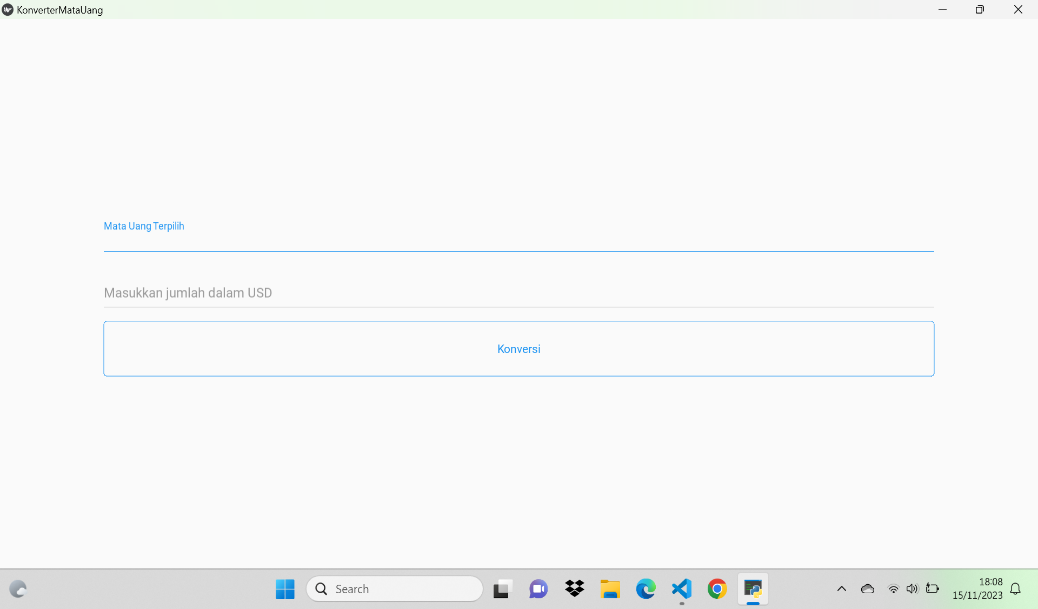 KonverterMataUang
Mata Uang Terpilih
Masukkan jumlah dalam USD
Konversi
Search
18:08
15/11/2023